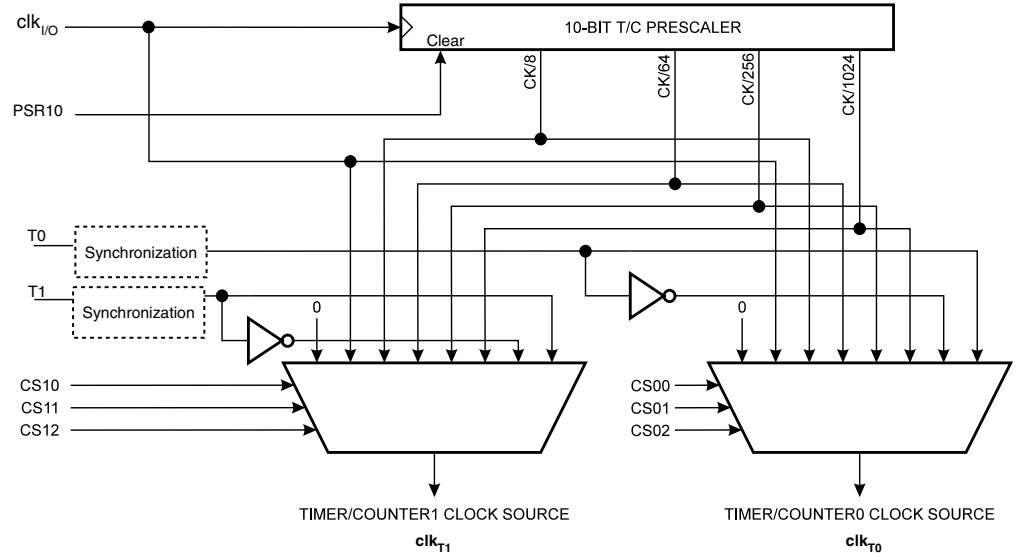 clkI/O
10-BIT T/C PRESCALER
Clear
CK/8
CK/64
CK/256
CK/1024
PSR10
T0
Synchronization
T1
Synchronization
0
0
CS10
CS11
CS12
CS00
CS01
CS02
TIMER/COUNTER1 CLOCK SOURCE
clkT1
TIMER/COUNTER0 CLOCK SOURCE
clkT0